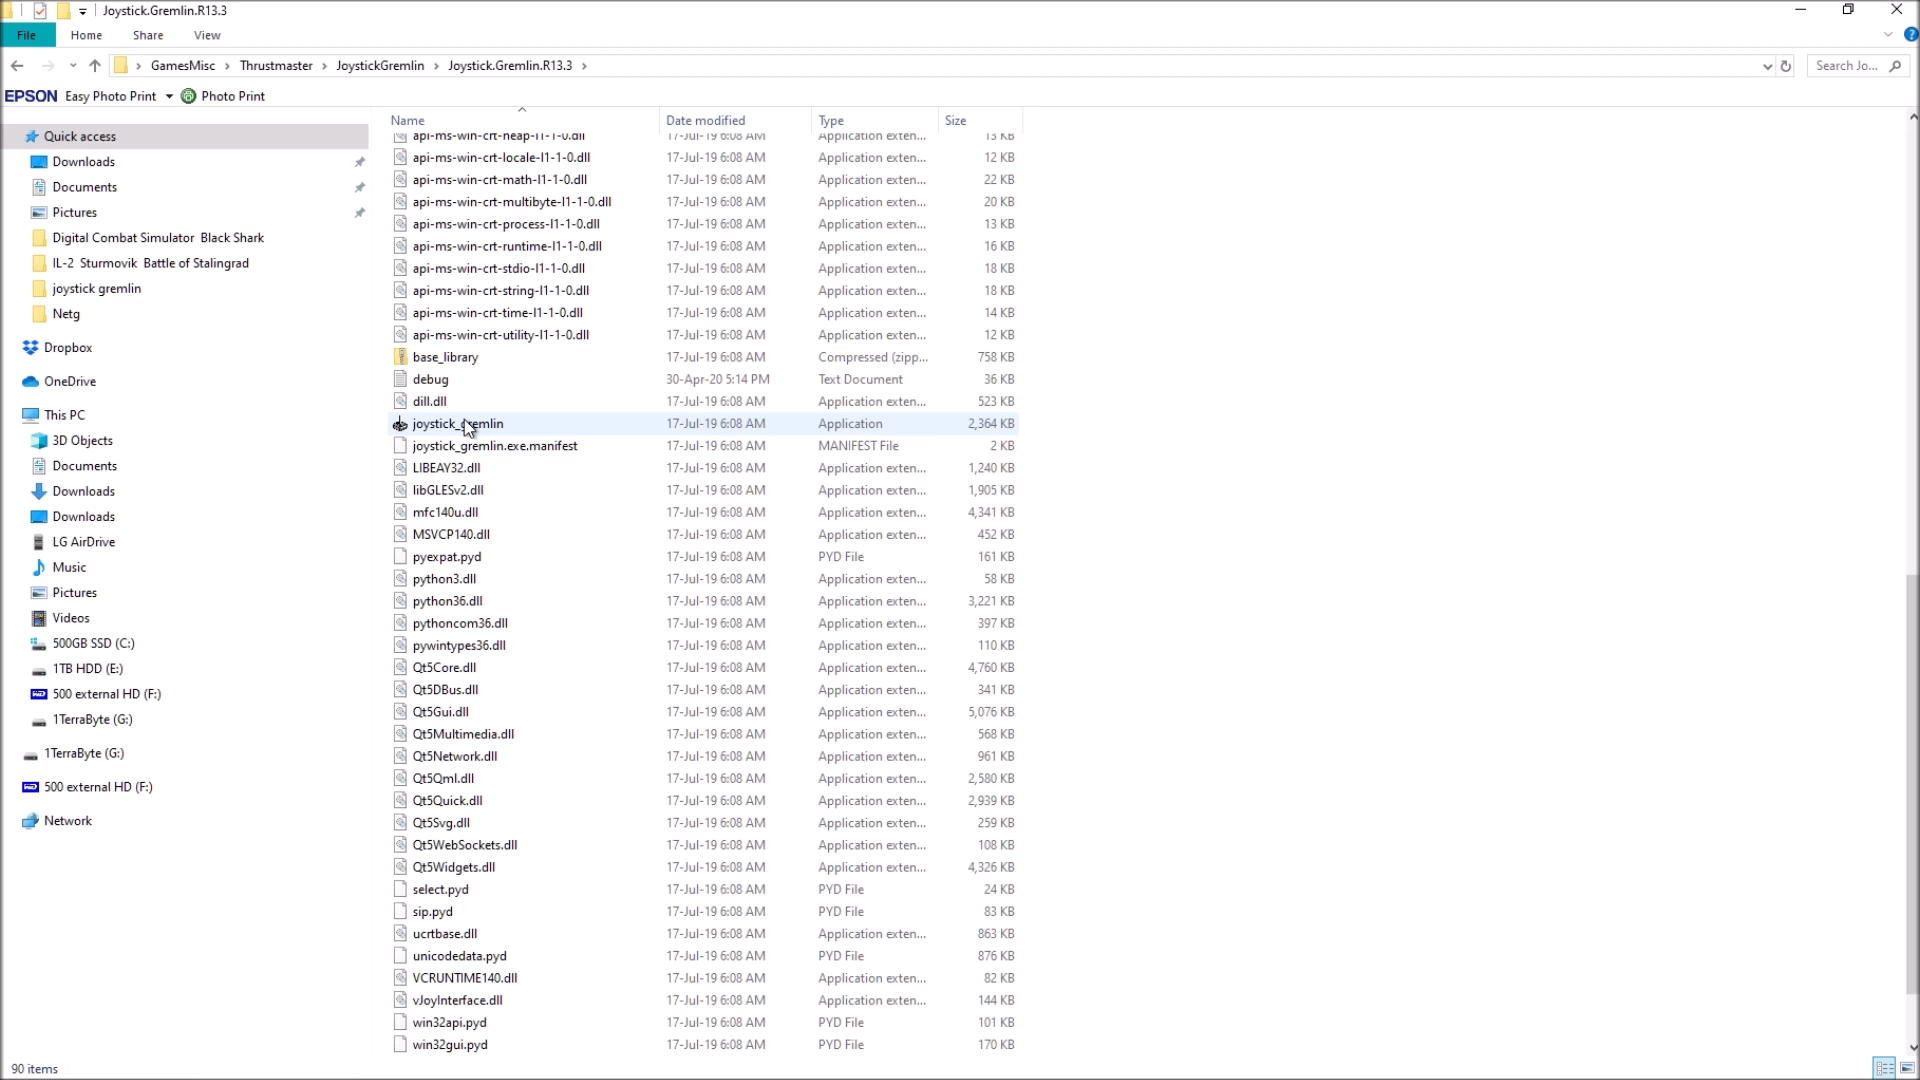 Joystick.Gremlin.R13.3
File Home Share View
GamesMisc Thrustmaster JoystickGremlin Joystick.Gremlin.R13.3 Search Jo...
EPSON Easy Photo Print Photo Print
Quick access
Downloads
Documents
Pictures
Digital Combat Simulator Black Shark
IL-2 Sturmovik Battle of Stalingrad
joystick gremlin
Netg
Dropbox
OneDrive
This PC
3D Objects
Documents
Downloads
Downloads
LG AirDrive
Music
Pictures
Videos
500GB SSD (C:)
1TB HDD (E:)
500 external HD (F:)
1TerraByte (G:)
1TerraByte (G:)
500 external HD (F:)
Network
Name Date modified Type Size
api-ms-win-crt-heap-l1-1-0.dll 17-Jul-19 6:08 AM Application exten... 13 KB
api-ms-win-crt-locale-l1-1-0.dll 17-Jul-19 6:08 AM Application exten... 12 KB
api-ms-win-crt-math-l1-1-0.dll 17-Jul-19 6:08 AM Application exten... 22 KB
api-ms-win-crt-multibyte-l1-1-0.dll 17-Jul-19 6:08 AM Application exten... 20 KB
api-ms-win-crt-process-l1-1-0.dll 17-Jul-19 6:08 AM Application exten... 13 KB
api-ms-win-crt-runtime-l1-1-0.dll 17-Jul-19 6:08 AM Application exten... 16 KB
api-ms-win-crt-stdio-l1-1-0.dll 17-Jul-19 6:08 AM Application exten... 18 KB
api-ms-win-crt-string-l1-1-0.dll 17-Jul-19 6:08 AM Application exten... 18 KB
api-ms-win-crt-time-l1-1-0.dll 17-Jul-19 6:08 AM Application exten... 14 KB
api-ms-win-crt-utility-l1-1-0.dll 17-Jul-19 6:08 AM Application exten... 12 KB
base_library 17-Jul-19 6:08 AM Compressed (zipp... 758 KB
debug 30-Apr-20 5:14 PM Text Document 36 KB
dill.dll 17-Jul-19 6:08 AM Application exten... 523 KB
joystick_gremlin 17-Jul-19 6:08 AM Application 2,364 KB
joystick_gremlin.exe.manifest 17-Jul-19 6:08 AM MANIFEST File 2 KB
LIBEAY32.dll 17-Jul-19 6:08 AM Application exten... 1,240 KB
libGLESv2.dll 17-Jul-19 6:08 AM Application exten... 1,905 KB
mfc140u.dll 17-Jul-19 6:08 AM Application exten... 4,341 KB
MSVCP140.dll 17-Jul-19 6:08 AM Application exten... 452 KB
pyexpat.pyd 17-Jul-19 6:08 AM PYD File 161 KB
python3.dll 17-Jul-19 6:08 AM Application exten... 58 KB
python36.dll 17-Jul-19 6:08 AM Application exten... 3,221 KB
pythoncom36.dll 17-Jul-19 6:08 AM Application exten... 397 KB
pywintypes36.dll 17-Jul-19 6:08 AM Application exten... 110 KB
Qt5Core.dll 17-Jul-19 6:08 AM Application exten... 4,760 KB
Qt5DBus.dll 17-Jul-19 6:08 AM Application exten... 341 KB
Qt5Gui.dll 17-Jul-19 6:08 AM Application exten... 5,076 KB
Qt5Multimedia.dll 17-Jul-19 6:08 AM Application exten... 568 KB
Qt5Network.dll 17-Jul-19 6:08 AM Application exten... 961 KB
Qt5Qml.dll 17-Jul-19 6:08 AM Application exten... 2,580 KB
Qt5Quick.dll 17-Jul-19 6:08 AM Application exten... 2,939 KB
Qt5Svg.dll 17-Jul-19 6:08 AM Application exten... 259 KB
Qt5WebSockets.dll 17-Jul-19 6:08 AM Application exten... 108 KB
Qt5Widgets.dll 17-Jul-19 6:08 AM Application exten... 4,326 KB
select.pyd 17-Jul-19 6:08 AM PYD File 24 KB
sip.pyd 17-Jul-19 6:08 AM PYD File 83 KB
ucrtbase.dll 17-Jul-19 6:08 AM Application exten... 863 KB
unicodedata.pyd 17-Jul-19 6:08 AM PYD File 876 KB
VCRUNTIME140.dll 17-Jul-19 6:08 AM Application exten... 82 KB
vJoyInterface.dll 17-Jul-19 6:08 AM Application exten... 144 KB
win32api.pyd 17-Jul-19 6:08 AM PYD File 101 KB
win32gui.pyd 17-Jul-19 6:08 AM PYD File 170 KB
90 items